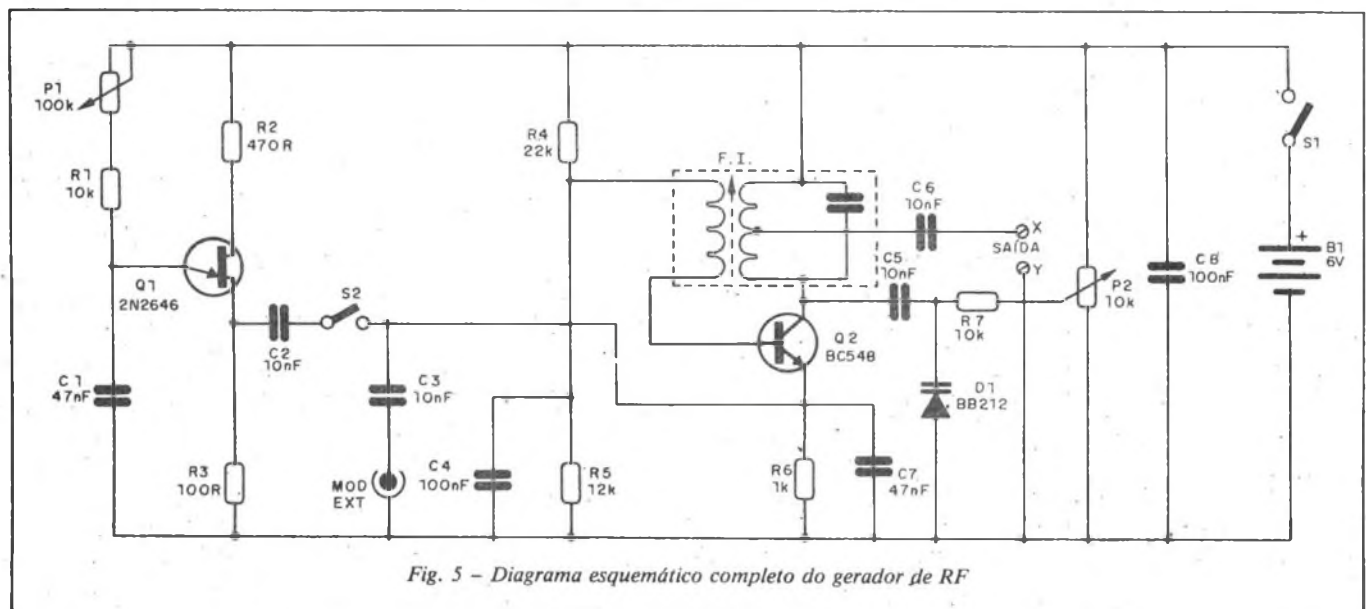 P1
100k
R1
10k
Q1
2N2646
C1
47nF
R2
470R
R3
100R
C2
10nF
S2
C3
10nF
MOD
EXT
C4
100nF
R4
22k
R5
12k
F.I.
C6
10nF
C5
10nF
X
SAÍDA
Y
Q2
BC548
R7
10k
D1
BB212
R6
1k
C7
47nF
P2
10k
C8
100nF
S1
+
B1
6V
Fig. 5 – Diagrama esquemático completo do gerador de RF